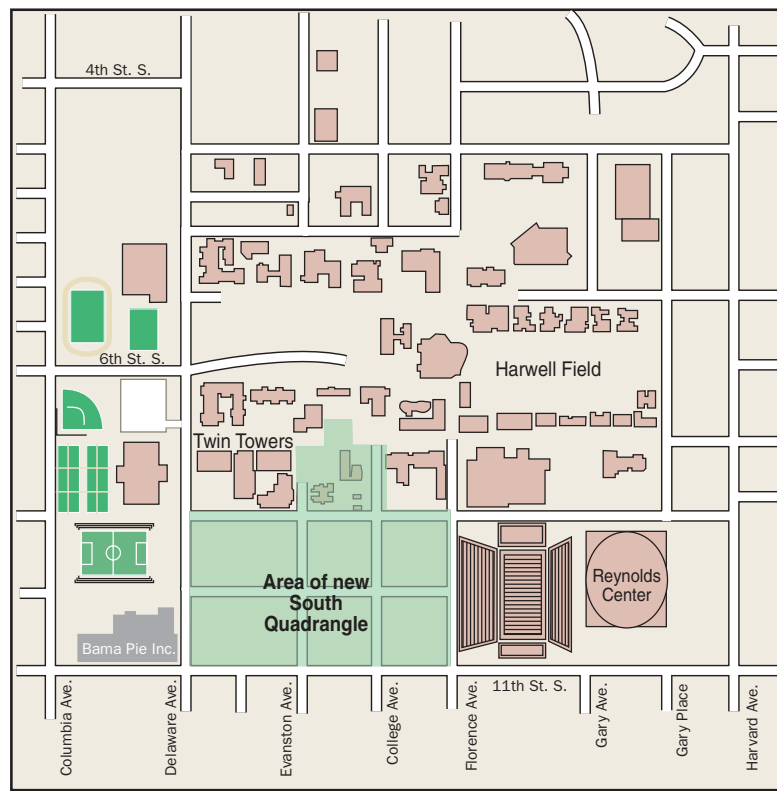 4th St. S.
6th St. S.
Harwell Field
Twin Towers
Area of new
South
Quadrangle
Reynolds
Center
Bama Pie Inc.
11th St. S.
Columbia Ave.
Delaware Ave.
Evanston Ave.
College Ave.
Florence Ave.
Gary Ave.
Gary Place
Harvard Ave.